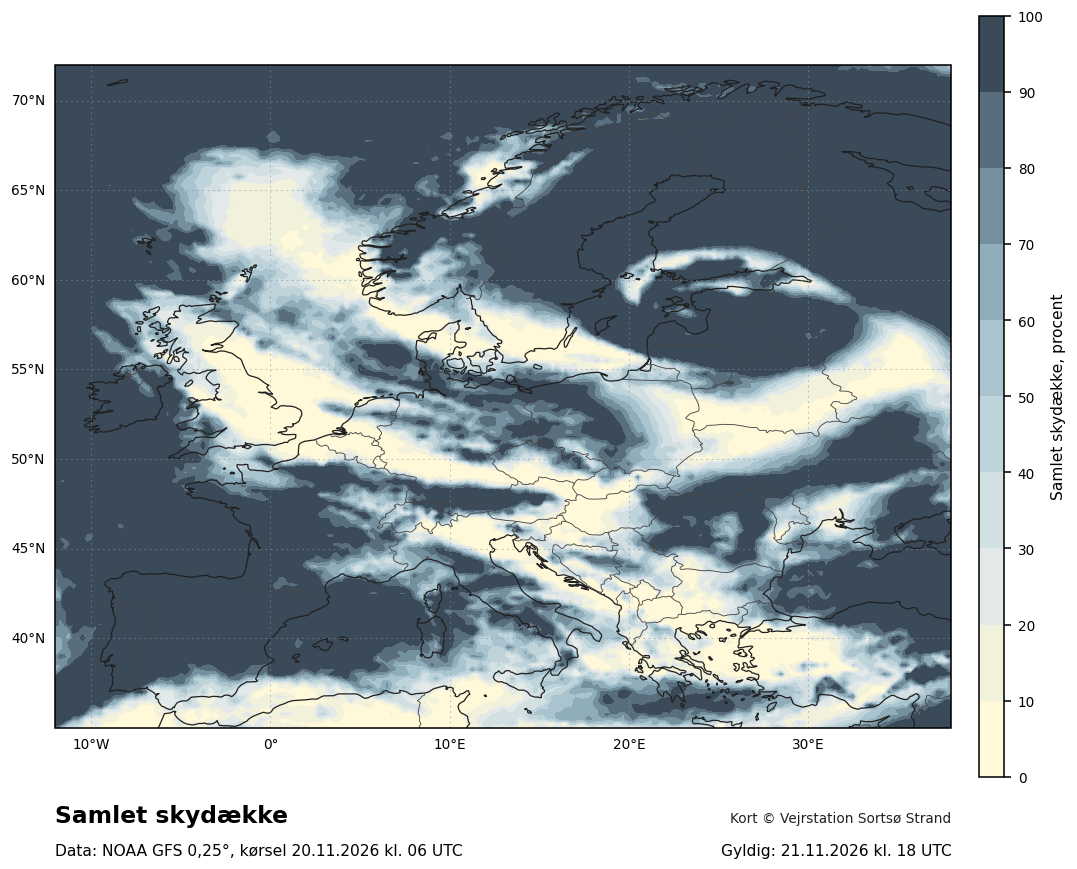 100
90
80
70
60
50
40
30
20
10
0
Samlet skydække, procent
70°N
65°N
60°N
55°N
50°N
45°N
40°N
10°W
0°
10°E
20°E
30°E
Samlet skydække
Kort © Vejrstation Sortsø Strand
Data: NOAA GFS 0,25°, kørsel 20.11.2026 kl. 06 UTC
Gyldig: 21.11.2026 kl. 18 UTC